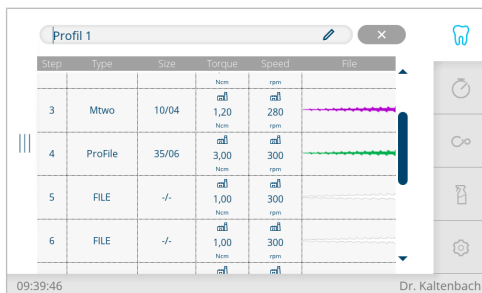 Profil 1
Step Type Size Torque Speed File
Ncm rpm
3 Mtwo 10/04 1,20 280
Ncm rpm
4 ProFile 35/06 3,00 300
Ncm rpm
5 FILE -/- 1,00 300
Ncm rpm
6 FILE -/- 1,00 300
Ncm rpm
09:39:46 Dr. Kaltenbach